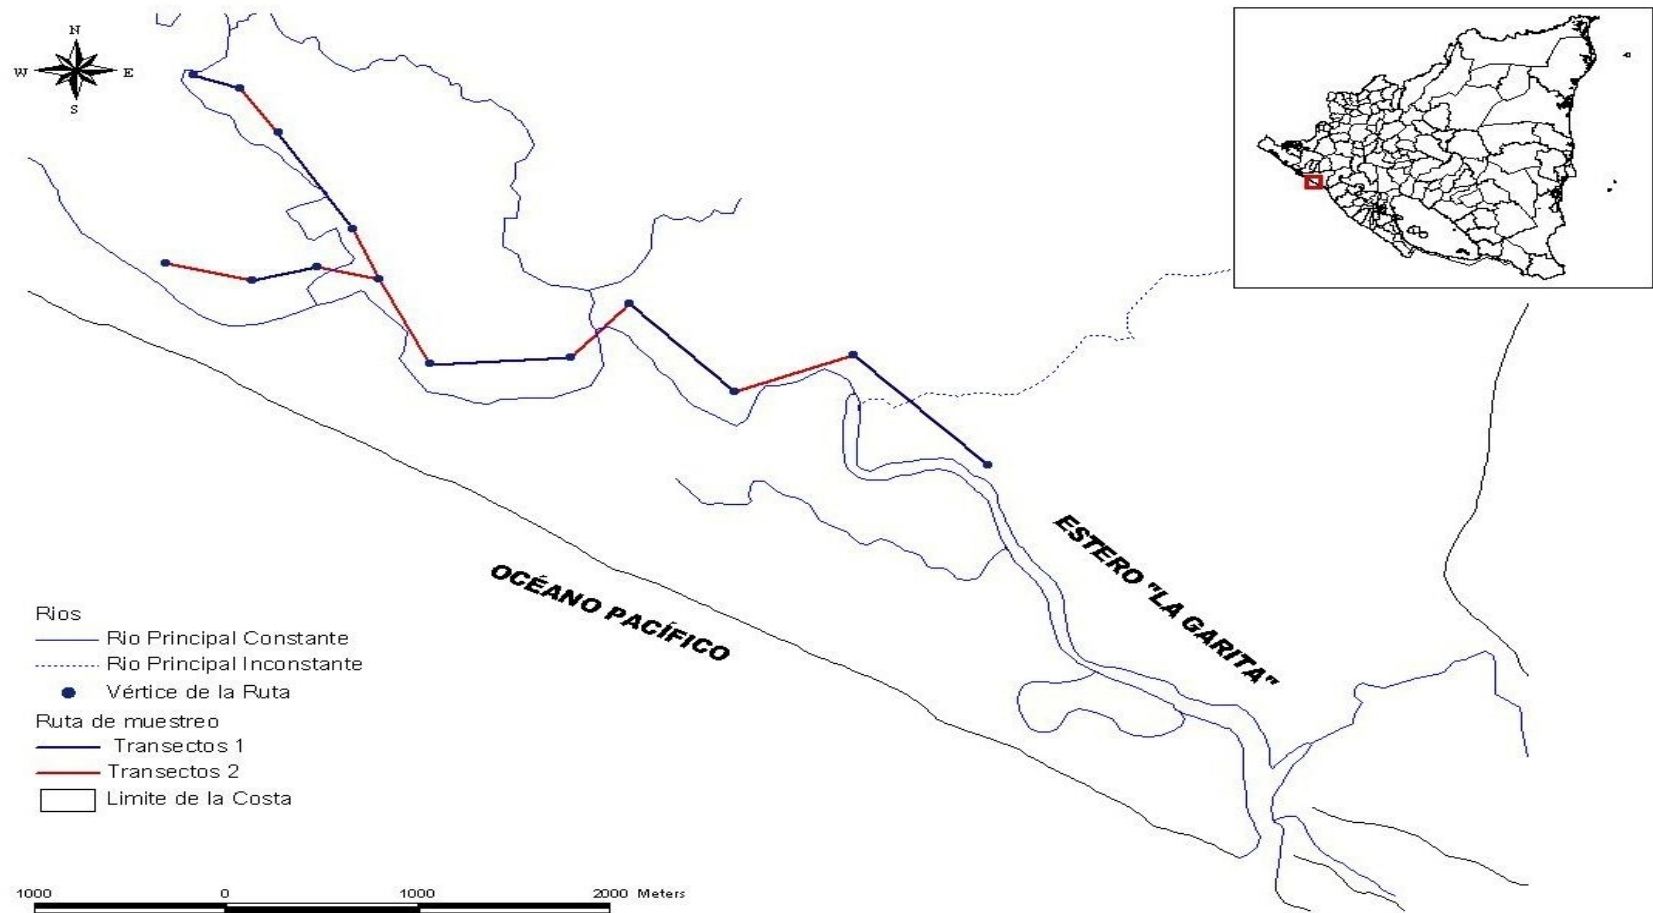 N
W E
S
OCÉANO PACÍFICO
ESTERO "LA GARITA"
Rios
Rio Principal Constante
Rio Principal Inconstante
Vértice de la Ruta
Ruta de muestreo
Transectos 1
Transectos 2
Limite de la Costa
1000 0 1000 2000 Meters